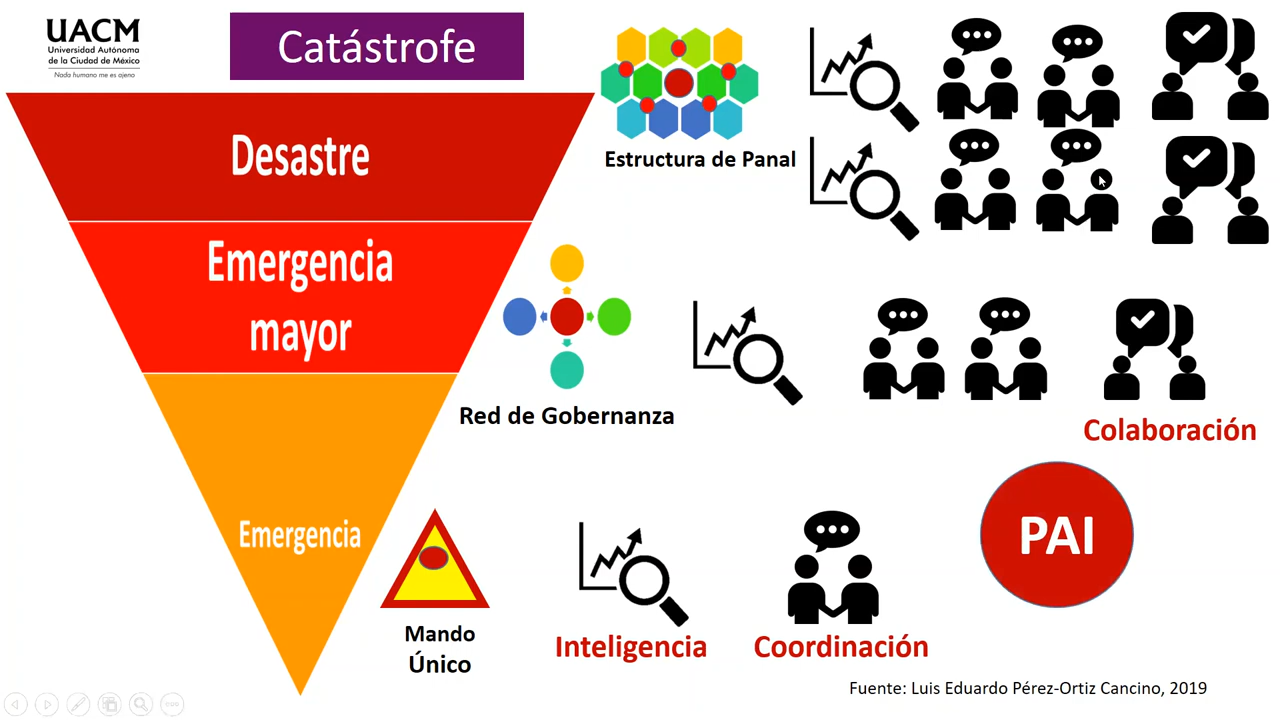 UACM
Universidad Autónoma
de la Ciudad de México
Nada humano me es ajeno
Catástrofe
Desastre
Estructura de Panal
Emergencia
mayor
Red de Gobernanza
Colaboración
Emergencia
PAI
Mando
Único
Inteligencia
Coordinación
Fuente: Luis Eduardo Pérez-Ortiz Cancino, 2019